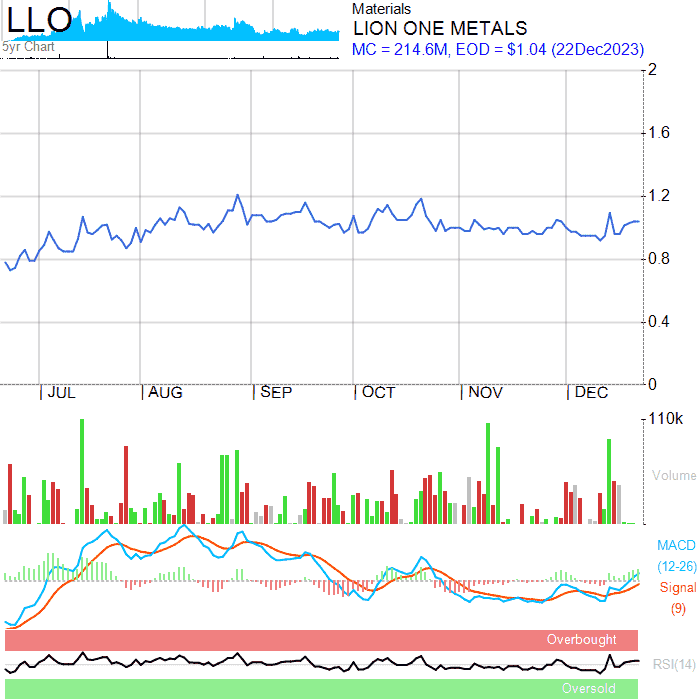 LLO
5yr Chart
Materials
LION ONE METALS
MC = 214.6M, EOD = $1.04 (22Dec2023)
2
1.6
1.2
0.8
0.4
0
JUL AUG SEP OCT NOV DEC
110k
Volume
MACD
(12-26)
Signal
(9)
Overbought
RSI(14)
Oversold